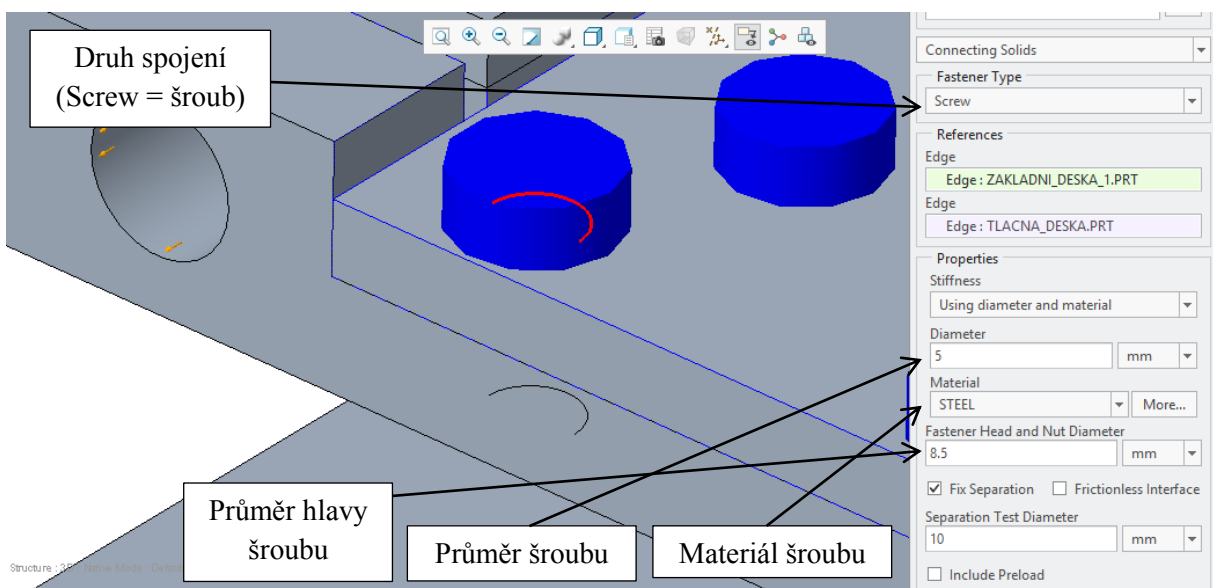 Druh spojení
(Screw = šroub)
Průměr hlavy
šroubu
Průměr šroubu
Materiál šroubu
Connecting Solids
Fastener Type
Screw
References
Edge
Edge : ZAKLADNI_DESKA_1.PRT
Edge
Edge : TLACNA_DESKA.PRT
Properties
Stiffness
Using diameter and material
Diameter
5 mm
Material
STEEL More...
Fastener Head and Nut Diameter
8.5 mm
Fix Separation Frictionless Interface
Separation Test Diameter
10 mm
Include Preload
Structure :